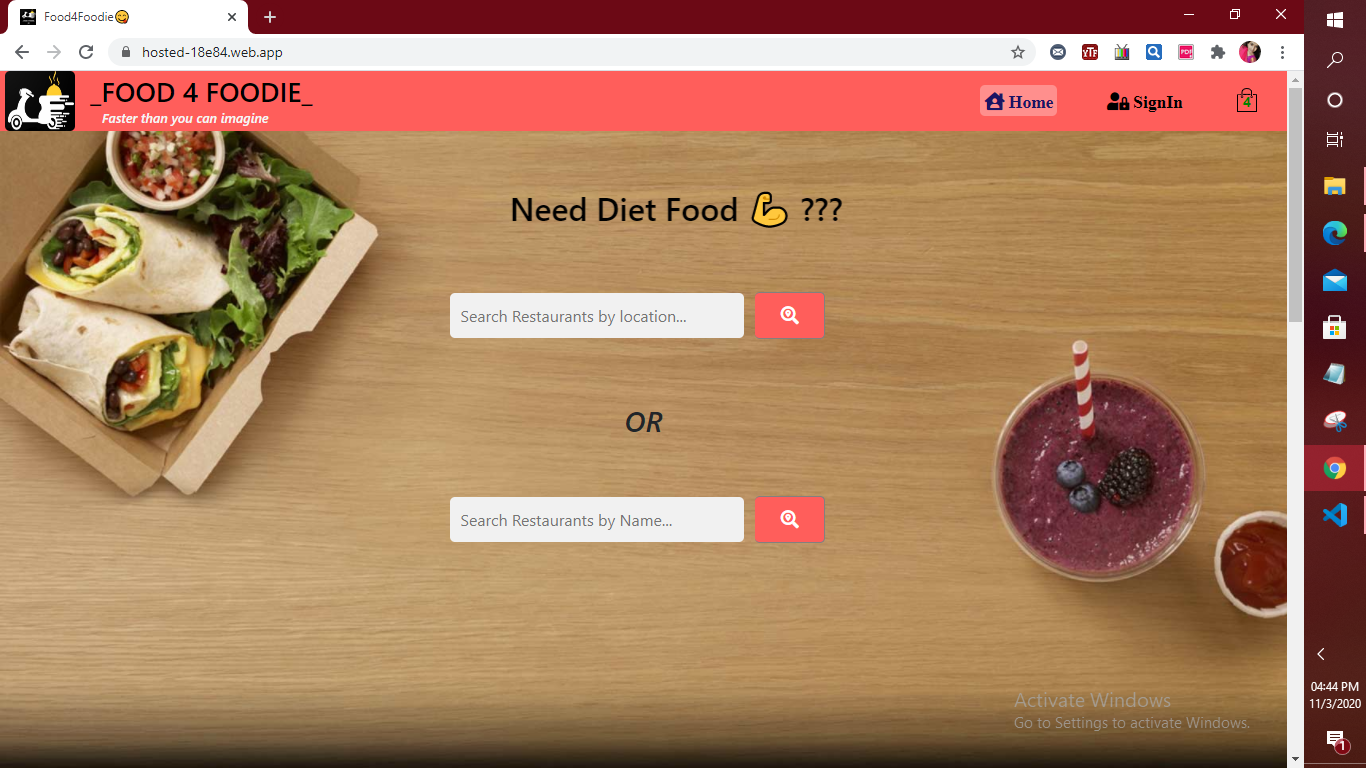 Food4Foodie😋
hosted-18e84.web.app
YTF
PDF
_FOOD 4 FOODIE_
Faster than you can imagine
Home
SignIn
4
Need Diet Food 💪 ???
Search Restaurants by location...
OR
Search Restaurants by Name...
Activate Windows
Go to Settings to activate Windows.
04:44 PM
11/3/2020
1